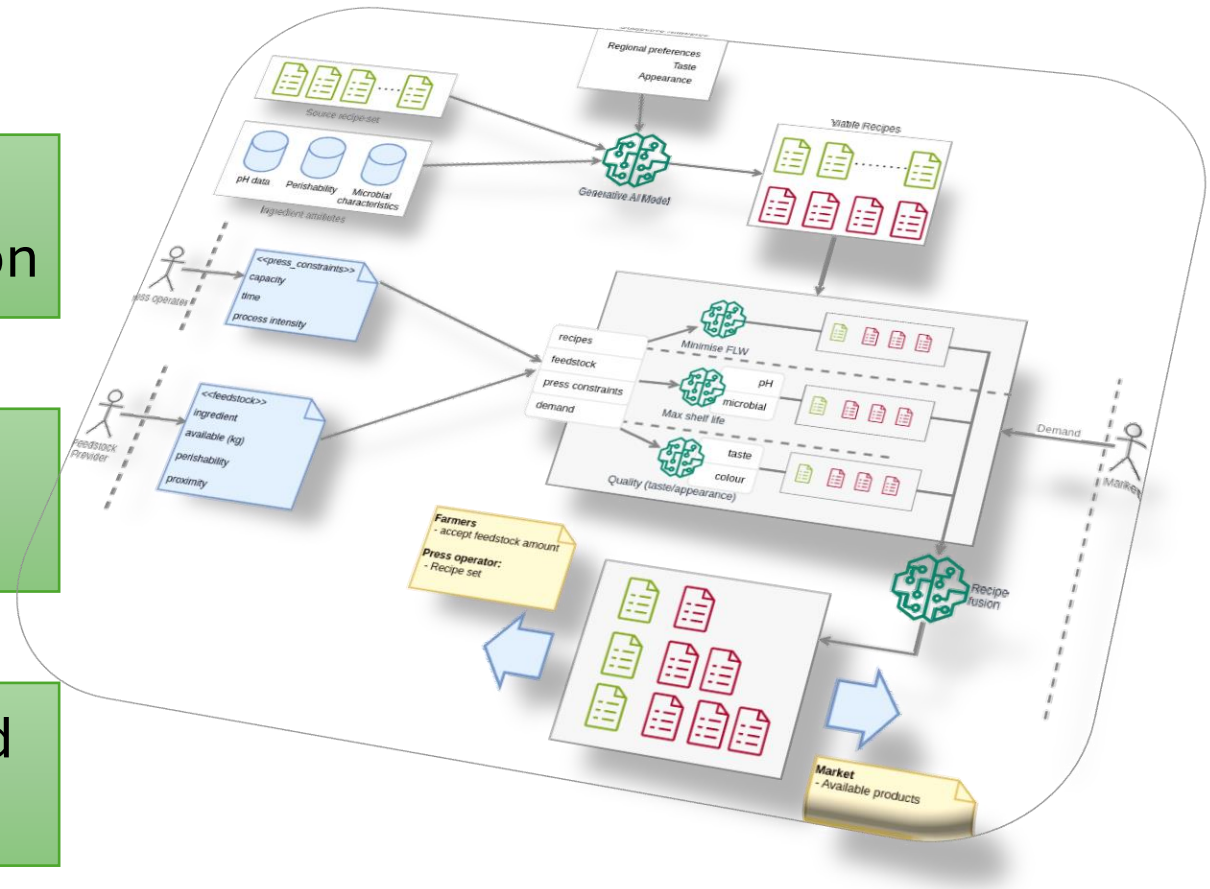 on
d
Regional preferences
Taste
Appearance
Source recipe set
pH data
Perishability
Microbial
characteristics
Ingredient attributes
Generative AI Model
Viable Recipes
<<press_constraints>>
capacity
time
process intensity
ess operator
<<feedstock>>
ingredient
available (kg)
perishability
proximity
Feedstock
Provider
recipes
feedstock
press constraints
demand
Minimise FLW
Max shelf life
pH
microbial
Quality (taste/appearance)
taste
colour
Demand
Market
Recipe
fusion
Farmers
- accept feedstock amount
Press operator:
- Recipe set
Market
- Available products